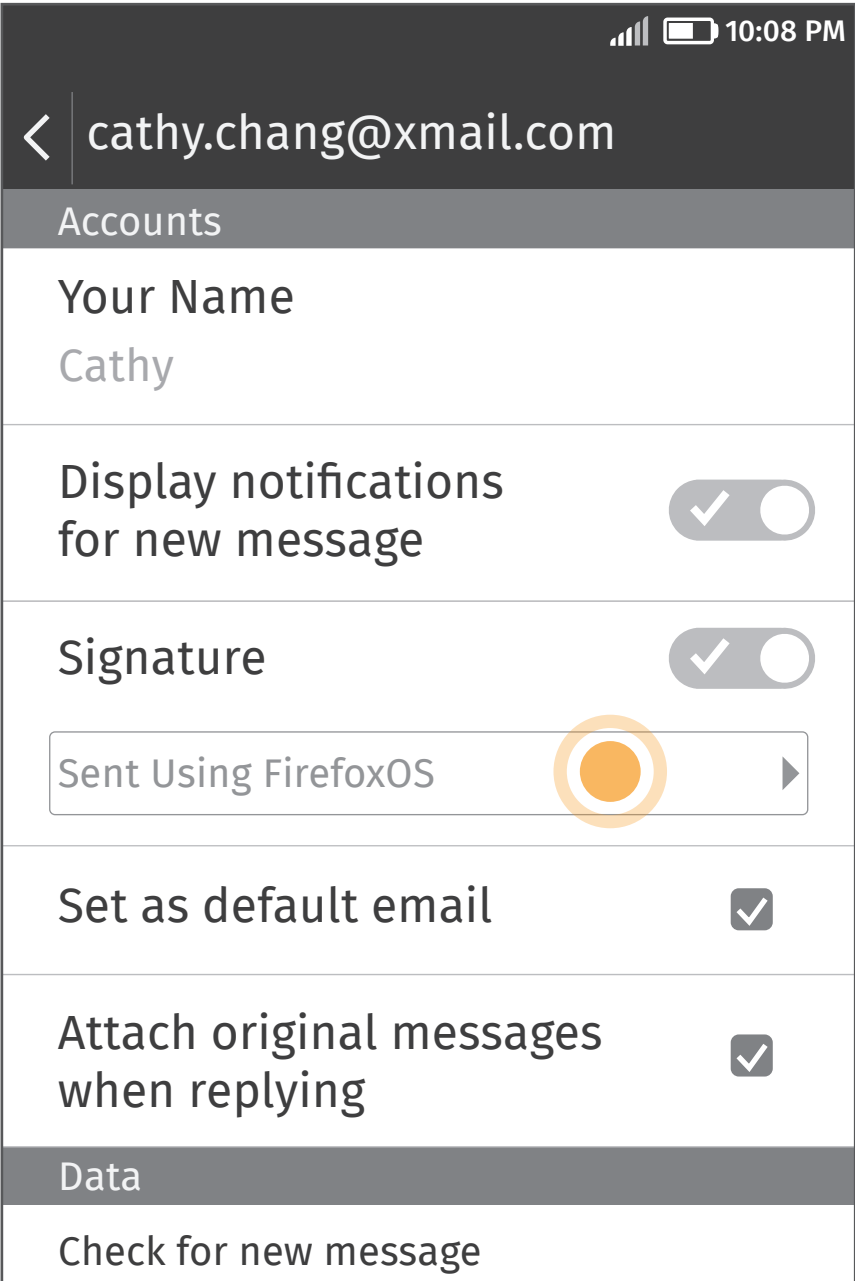 10:08 PM
cathy.chang@xmail.com
Accounts
Your Name
Cathy
Display notifications
for new message
Signature
Sent Using FirefoxOS
Set as default email
Attach original messages
when replying
Data
Check for new message